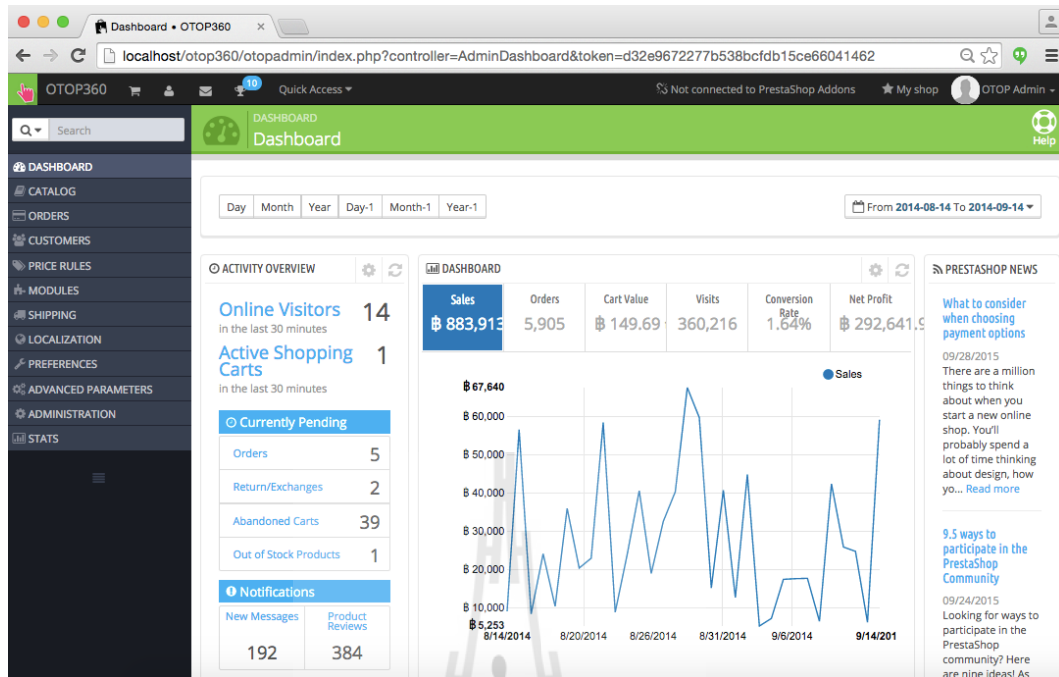 Dashboard • OTOP360
localhost/otop360/otopadmin/index.php?controller=AdminDashboard&token=d32e9672277b538bcfdb15ce66041462
OTOP360
10
Quick Access
Not connected to PrestaShop Addons
My shop
OTOP Admin
Search
DASHBOARD
Dashboard
Help
DASHBOARD
CATALOG
ORDERS
CUSTOMERS
PRICE RULES
MODULES
SHIPPING
LOCALIZATION
PREFERENCES
ADVANCED PARAMETERS
ADMINISTRATION
STATS
Day Month Year Day-1 Month-1 Year-1
From 2014-08-14 To 2014-09-14
ACTIVITY OVERVIEW
Online Visitors 14
in the last 30 minutes
Active Shopping
Carts 1
in the last 30 minutes
Currently Pending
Orders 5
Return/Exchanges 2
Abandoned Carts 39
Out of Stock Products 1
Notifications
New Messages
192
Product
Reviews
384
DASHBOARD
Sales
฿ 883,913
Orders
5,905
Cart Value
฿ 149.69
Visits
360,216
Conversion
Rate
1.64%
Net Profit
฿ 292,641.9
Sales
฿ 67,640
฿ 60,000
฿ 50,000
฿ 40,000
฿ 30,000
฿ 20,000
฿ 10,000
฿ 5,253
8/14/2014 8/20/2014 8/26/2014 8/31/2014 9/6/2014 9/14/201
PRESTASHOP NEWS
What to consider
when choosing
payment options
09/28/2015
There are a million
things to think
about when you
start a new online
shop. You'll
probably spend a
lot of time thinking
about design, how
yo... Read more
9.5 ways to
participate in the
PrestaShop
Community
09/24/2015
Looking for ways to
participate in the
PrestaShop
community? Here
are nine ideas! As